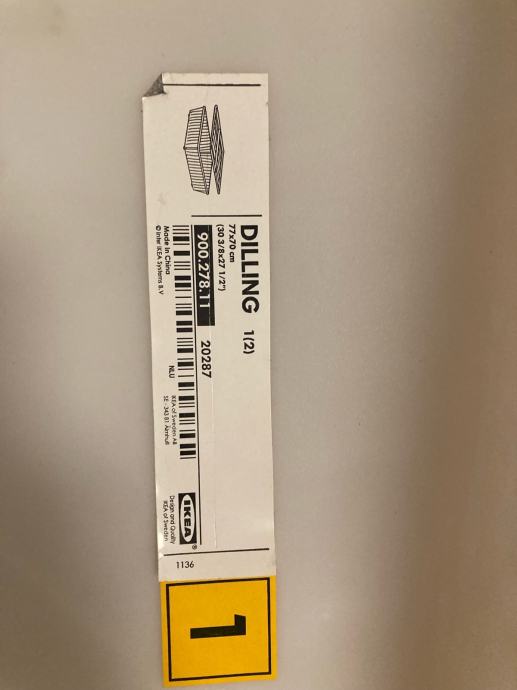 DILLING 1(2)
77x70 cm
(30 3/8x27 1/2")
900.278.11 20287
Made in China
© Inter IKEA Systems B.V
NLU
IKEA of Sweden AB
SE - 343 81 Älmhult
IKEA®
Design and Quality
IKEA of Sweden
1136
1